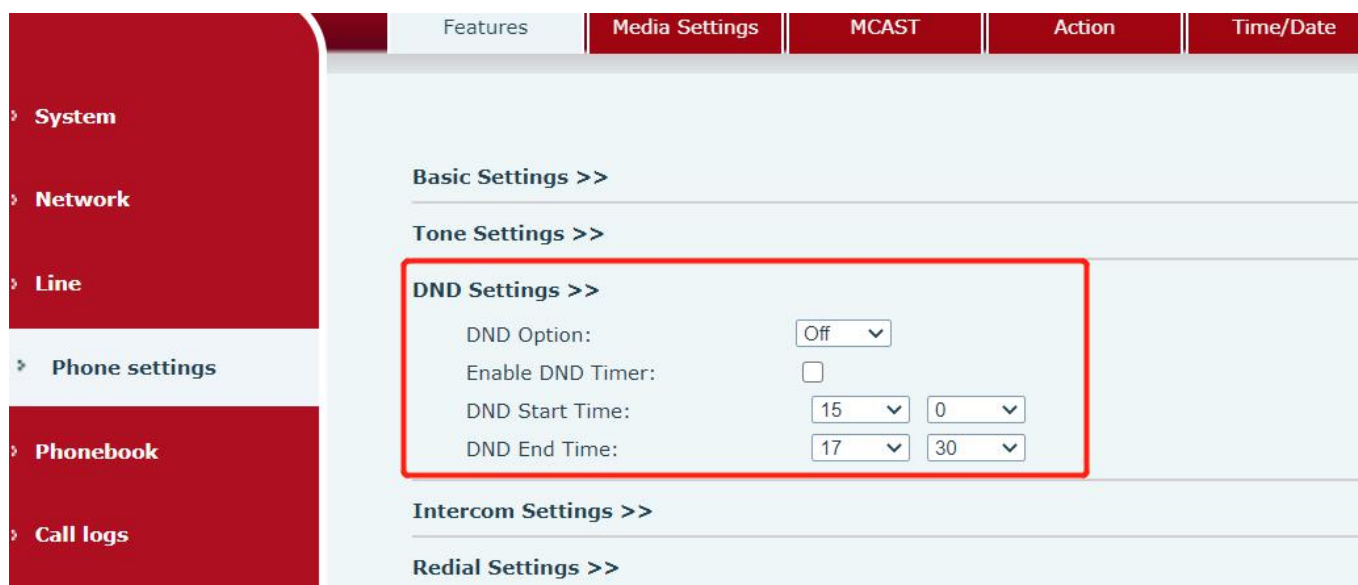 Features Media Settings MCAST Action Time/Date
System
Network
Line
Phone settings
Phonebook
Call logs
Basic Settings >>
Tone Settings >>
DND Settings >>
DND Option: Off
Enable DND Timer:
DND Start Time: 15 0
DND End Time: 17 30
Intercom Settings >>
Redial Settings >>